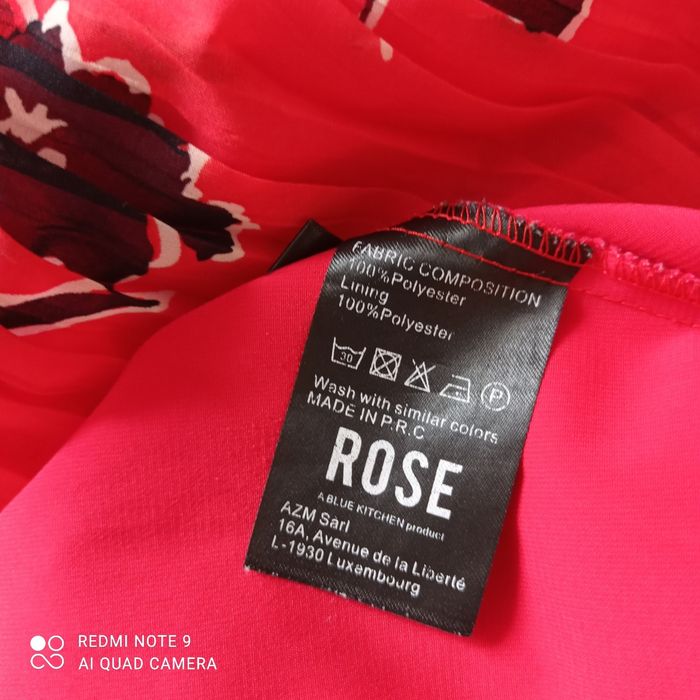 FABRIC COMPOSITION
100%Polyester
Lining
100%Polyester
30
P
Wash with similar colors
MADE IN P.R.C
ROSE
A BLUE KITCHEN product
AZM Sarl
16A, Avenue de la Liberté
L-1930 Luxembourg
REDMI NOTE 9
AI QUAD CAMERA